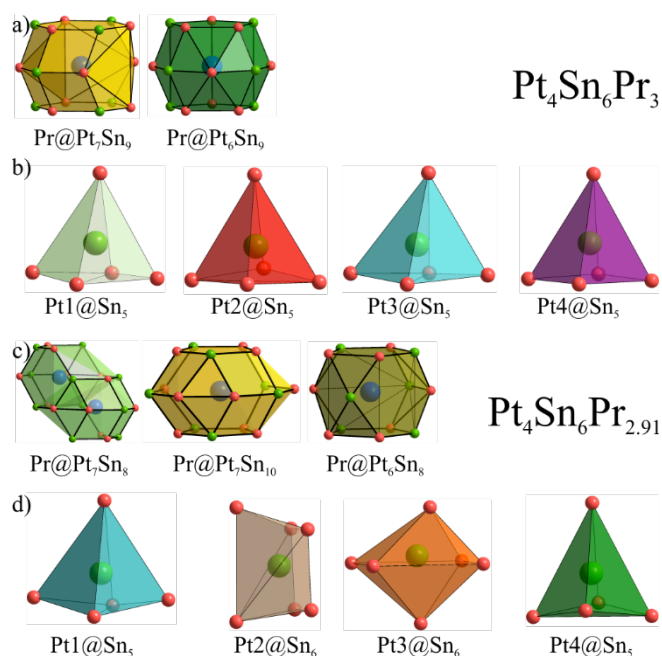 a)
Pt₄Sn₆Pr₃
Pr@Pt₇Sn₉ Pr@Pt₆Sn₉
b)
Pt1@Sn₅ Pt2@Sn₅ Pt3@Sn₅ Pt4@Sn₅
c)
Pt₄Sn₆Pr₂.₉₁
Pr@Pt₇Sn₈ Pr@Pt₇Sn₁₀ Pr@Pt₆Sn₈
d)
Pt1@Sn₅ Pt2@Sn₆ Pt3@Sn₆ Pt4@Sn₅